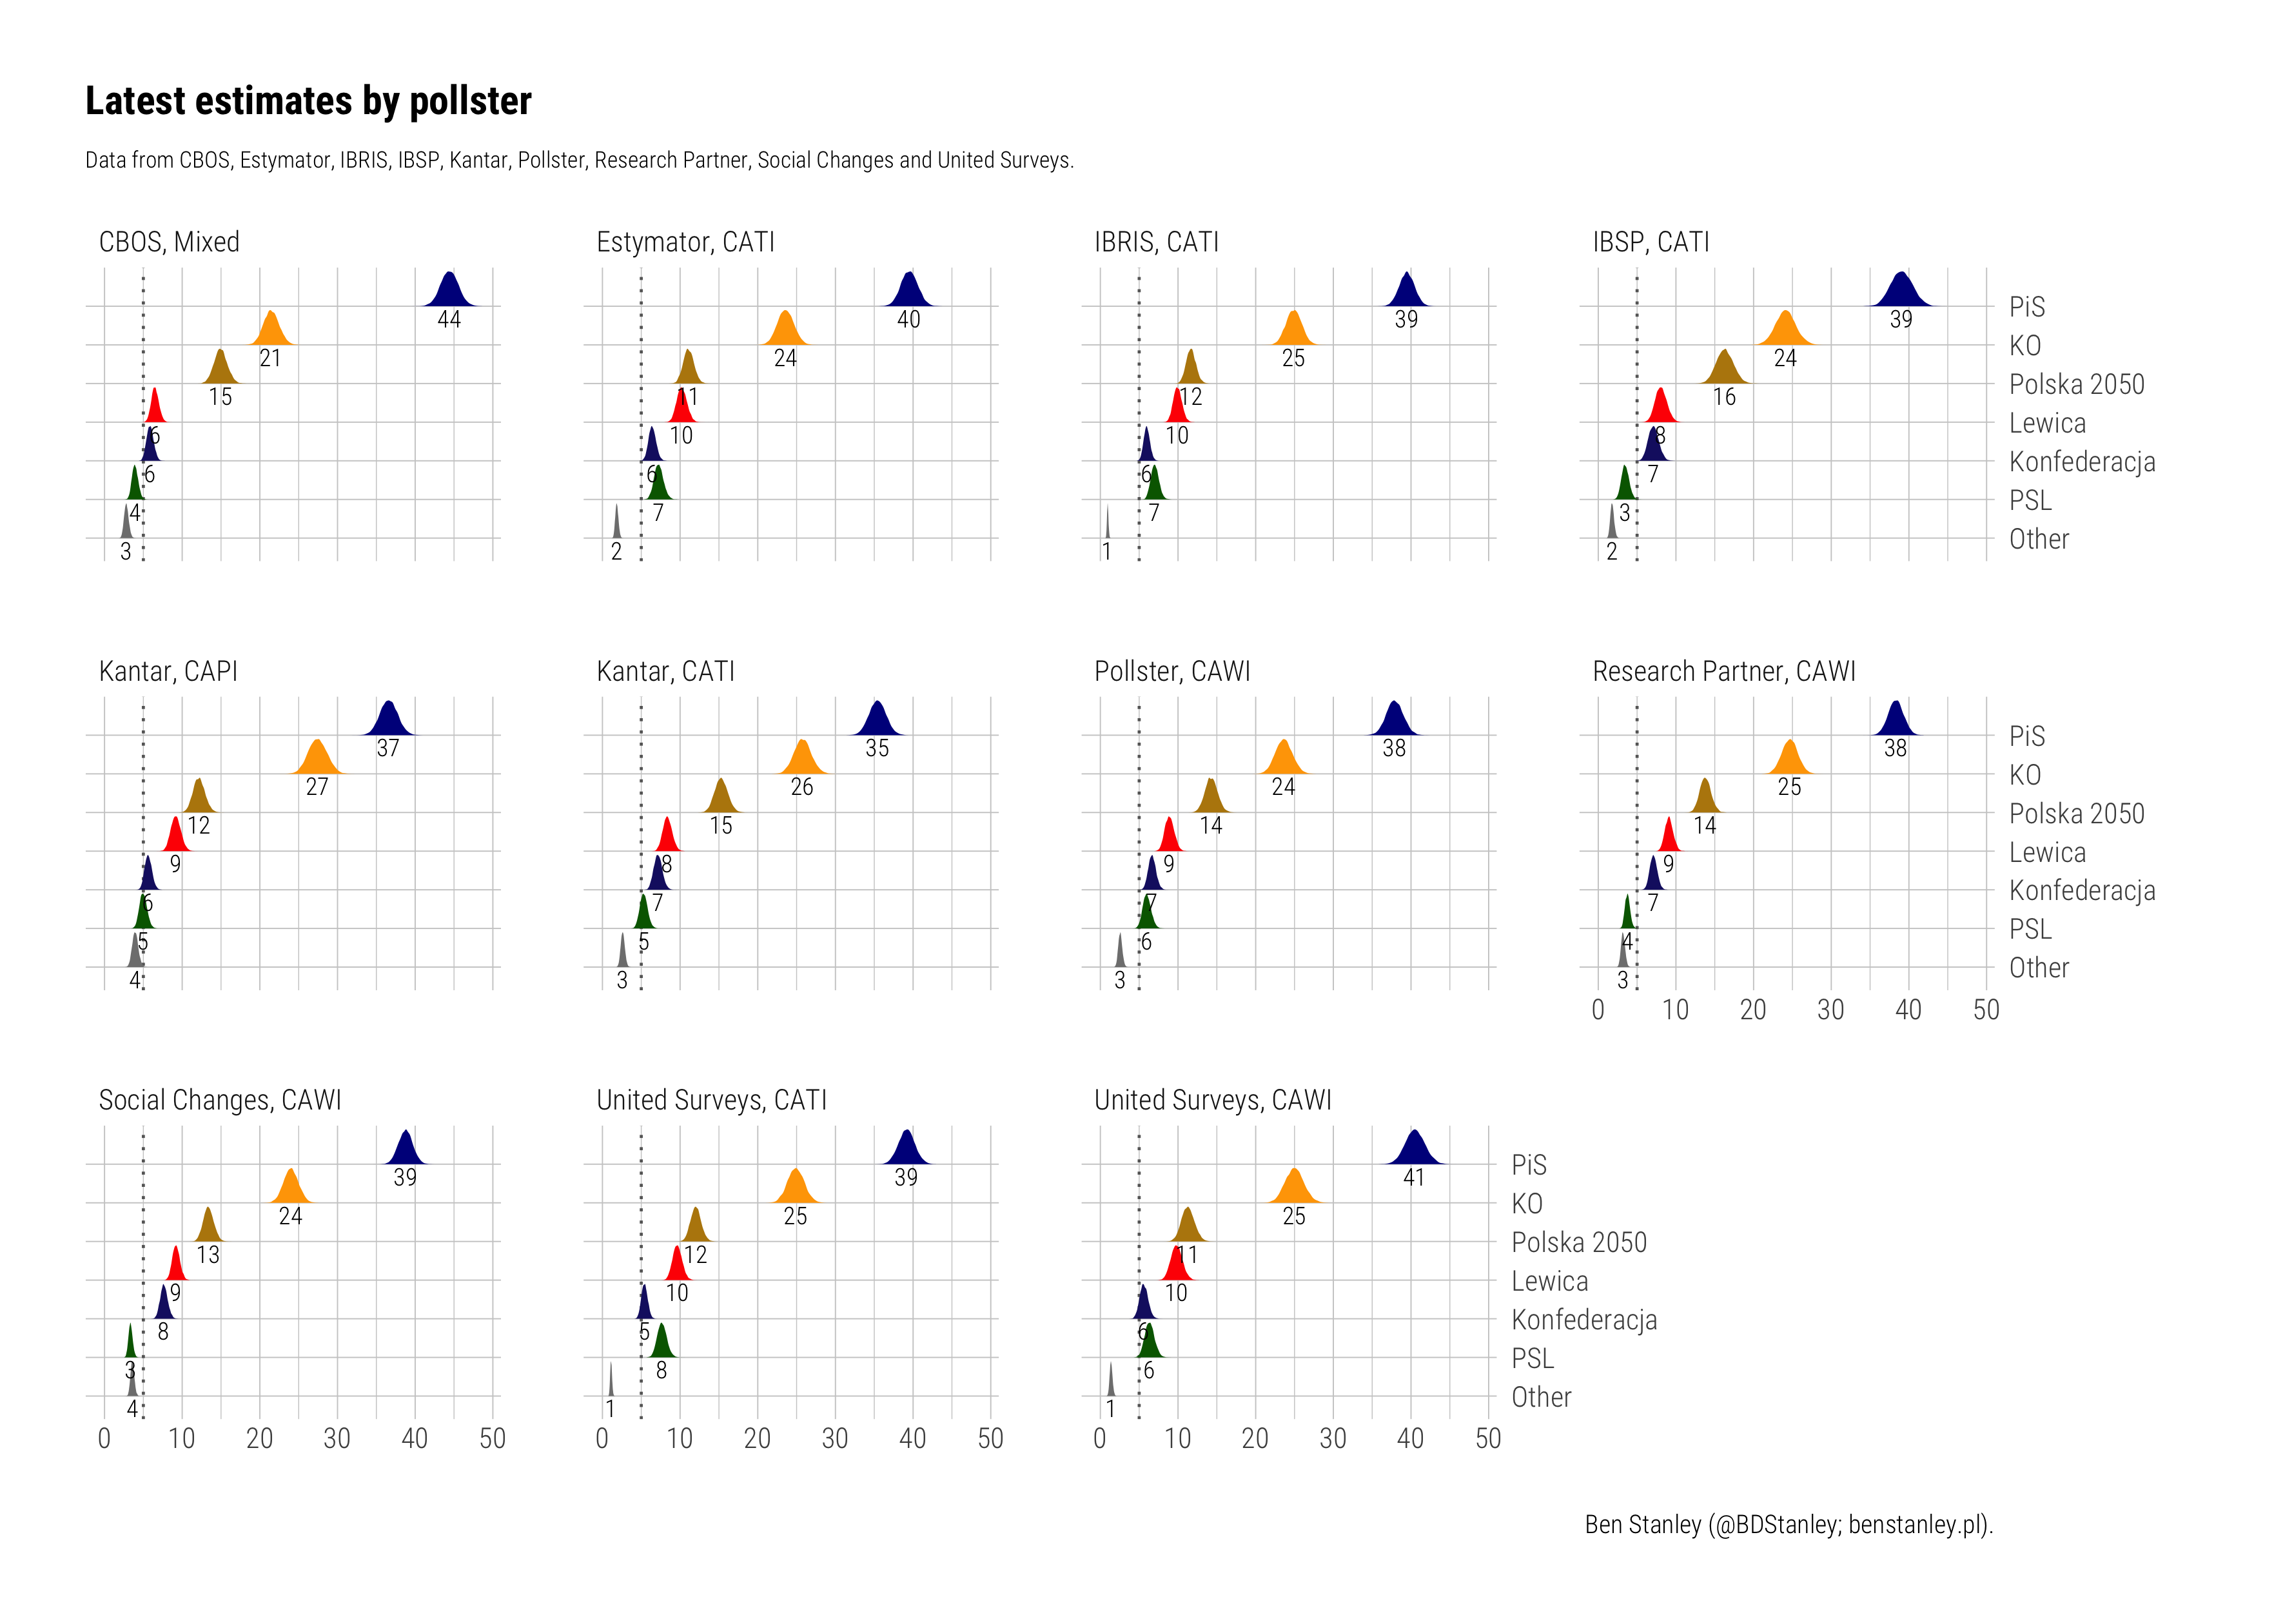 Latest estimates by pollster
Data from CBOS, Estymator, IBRIS, IBSP, Kantar, Pollster, Research Partner, Social Changes and United Surveys.
CBOS, Mixed
44
21
15
6
6
4
3
Estymator, CATI
40
24
11
10
6
7
2
IBRIS, CATI
39
25
12
10
6
7
1
IBSP, CATI
39
24
16
8
7
3
2
PiS
KO
Polska 2050
Lewica
Konfederacja
PSL
Other
Kantar, CAPI
37
27
12
9
6
5
4
Kantar, CATI
35
26
15
8
7
5
3
Pollster, CAWI
38
24
14
9
7
6
3
Research Partner, CAWI
38
25
14
9
7
4
3
PiS
KO
Polska 2050
Lewica
Konfederacja
PSL
Other
0 10 20 30 40 50
Social Changes, CAWI
39
24
13
9
8
3
4
0 10 20 30 40 50
United Surveys, CATI
39
25
12
10
5
8
1
0 10 20 30 40 50
United Surveys, CAWI
41
25
11
10
6
6
1
PiS
KO
Polska 2050
Lewica
Konfederacja
PSL
Other
0 10 20 30 40 50
Ben Stanley (@BDStanley; benstanley.pl).